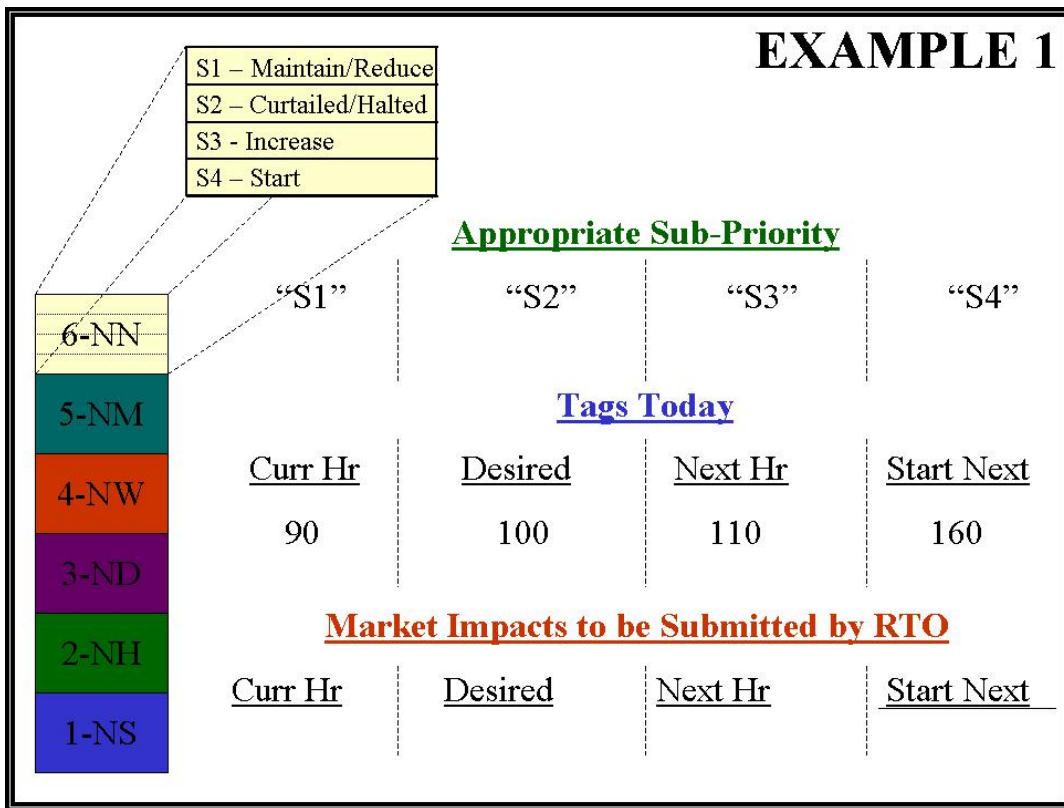 EXAMPLE 1
S1 – Maintain/Reduce
S2 – Curtailed/Halted
S3 - Increase
S4 – Start
Appropriate Sub-Priority
“S1” “S2” “S3” “S4”
6-NN
5-NM
4-NW
3-ND
2-NH
1-NS
Tags Today
Curr Hr Desired Next Hr Start Next
90 100 110 160
Market Impacts to be Submitted by RTO
Curr Hr Desired Next Hr Start Next